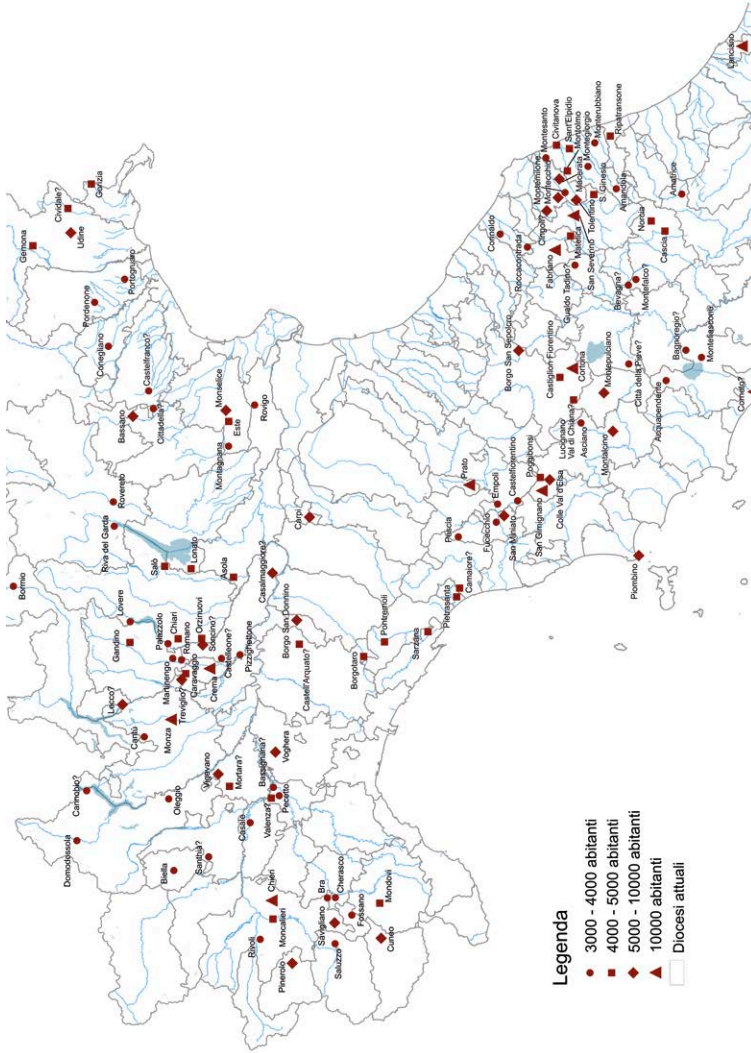 Bormio
Domodossola
Cannobio?
Lecco?
Lovere
Gandino
Riva del Garda
Rovereto
Salò
Lonato
Asola
Bassano
Cittadella?
Castelfranco?
Conegliano
Pordenone
Portogruaro
Gemona
Udine
Cividale?
Gorizia
Oleggio
Biella
Santhià?
Cantù
Monza
Martinengo
Treviglio?
Caravaggio
Romano
Palazzolo
Chiari
Orzinuovi
Soncino?
Crema
Castelleone?
Pizzighettone
Vigevano
Mortara?
Casale
Valenza?
Bassignana?
Pecetto
Voghera
Casalmaggiore?
Montagnana
Este
Monselice
Rovigo
Rivoli
Moncalieri
Chieri
Pinerolo
Saluzzo
Savigliano
Bra
Cherasco
Fossano
Cuneo
Mondovì
Castell'Arquato?
Borgo San Donnino
Carpi
Borgotaro
Pontremoli
Sarzana
Pietrasanta
Camaiore?
Pescia
Prato
Fucecchio
Empoli
San Miniato
Castelfiorentino
San Gimignano
Poggibonsi
Colle Val d'Elsa
Piombino
Borgo San Sepolcro
Castiglion Fiorentino
Cortona
Lucignano
Val di Chiana?
Asciano
Montepulciano
Montalcino
Città della Pieve?
Acquapendente
Bagnoregio?
Montefiascone
Corneto?
Corinaldo
Roccacontrada
Fabriano
Matelica
Gualdo Tadino?
Cingoli
Montecchio
Montemilone
Montesanto
Civitanova
Sant'Elpidio
Montolmo
Macerata
Montegiorgio
Monterubbiano
Ripatransone
San Severino
Tolentino
S. Ginesio
Amandola
Bevagna?
Montefalco?
Norcia
Cascia
Amatrice
Lanciano
Legenda
3000 - 4000 abitanti
4000 - 5000 abitanti
5000 - 10000 abitanti
10000 abitanti
Diocesi attuali